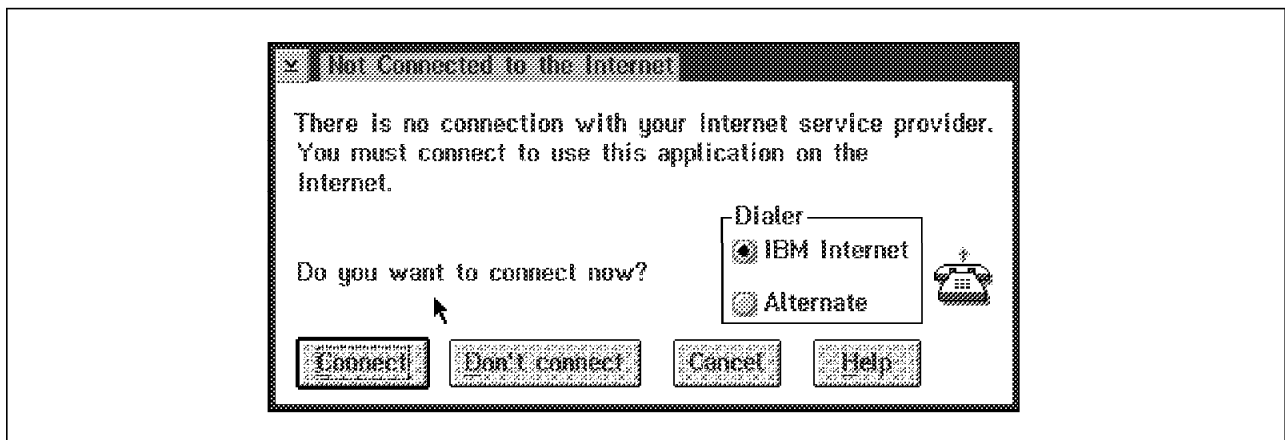 Not Connected to the Internet
There is no connection with your Internet service provider.
You must connect to use this application on the
Internet.
Dialer
IBM Internet
Do you want to connect now?
Alternate
Connect
Don't connect
Cancel
Help